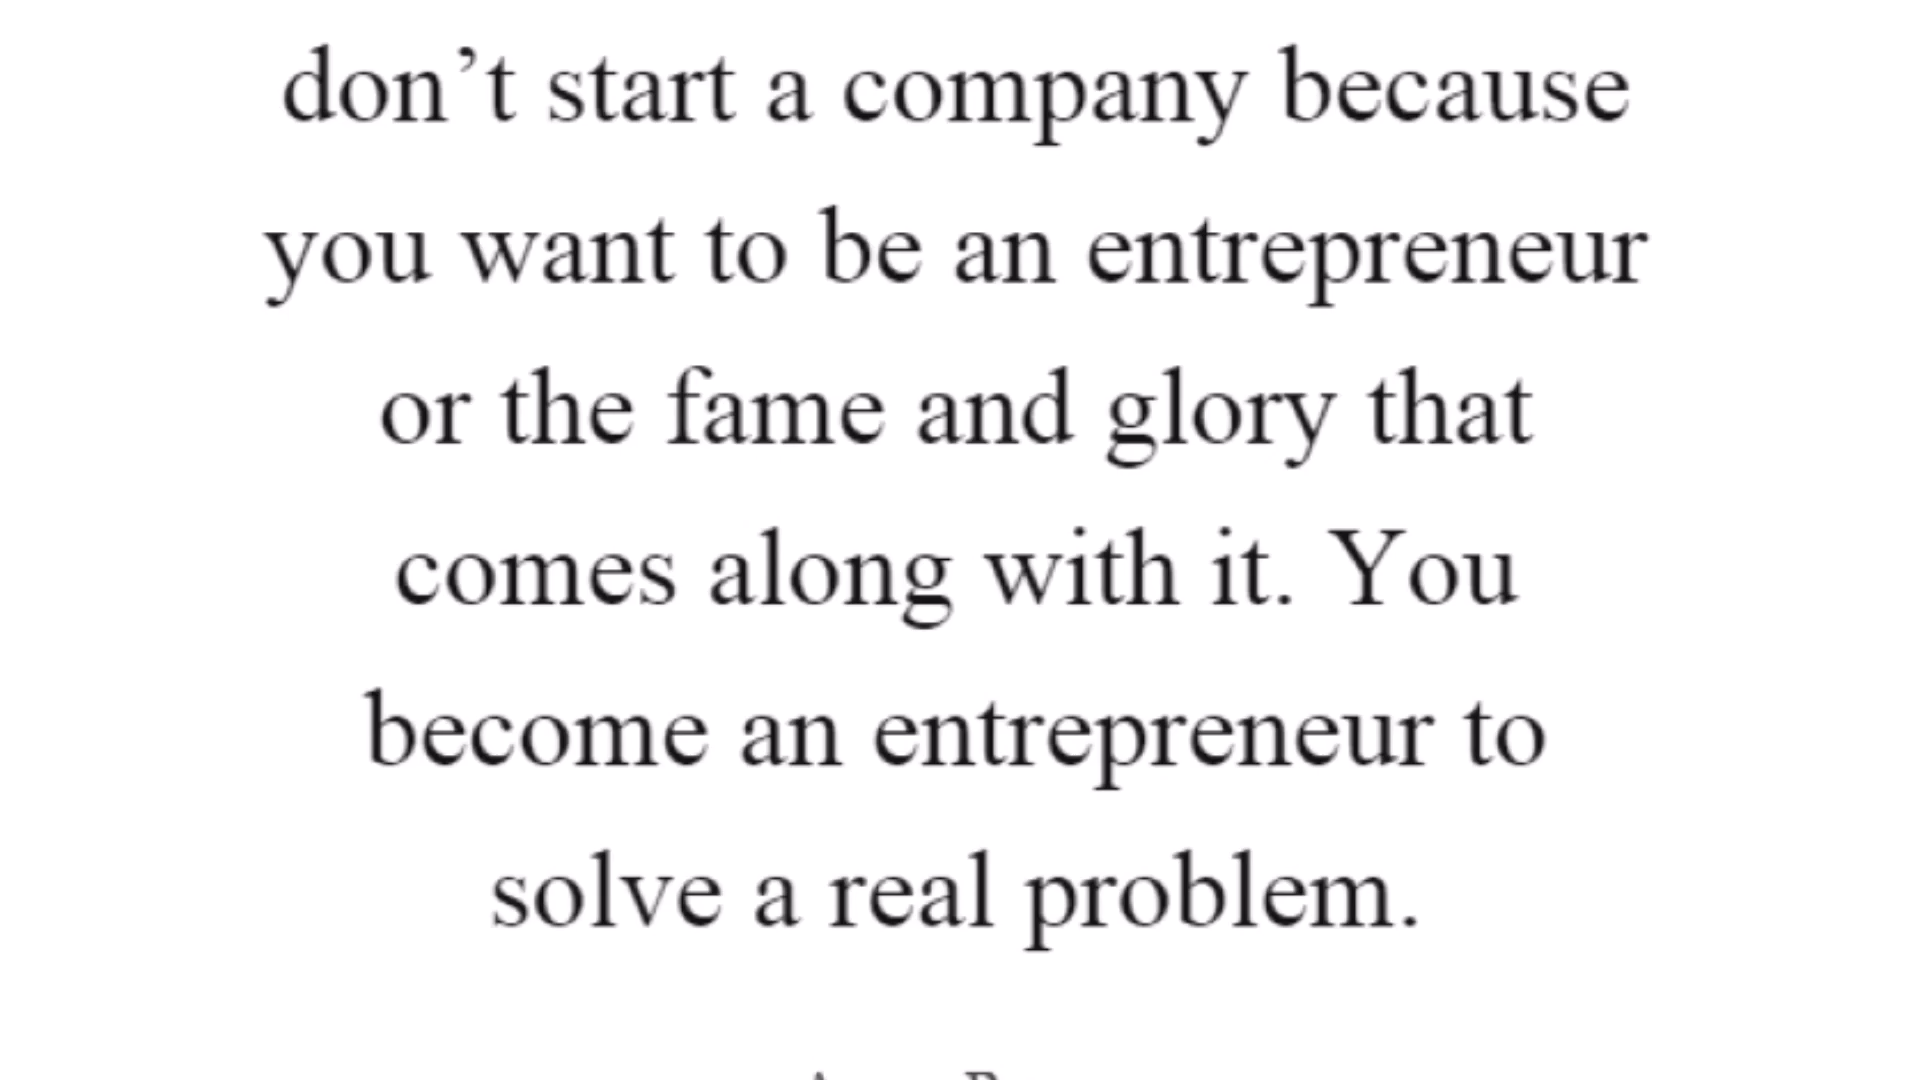 don’t start a company because
you want to be an entrepreneur
or the fame and glory that
comes along with it. You
become an entrepreneur to
solve a real problem.